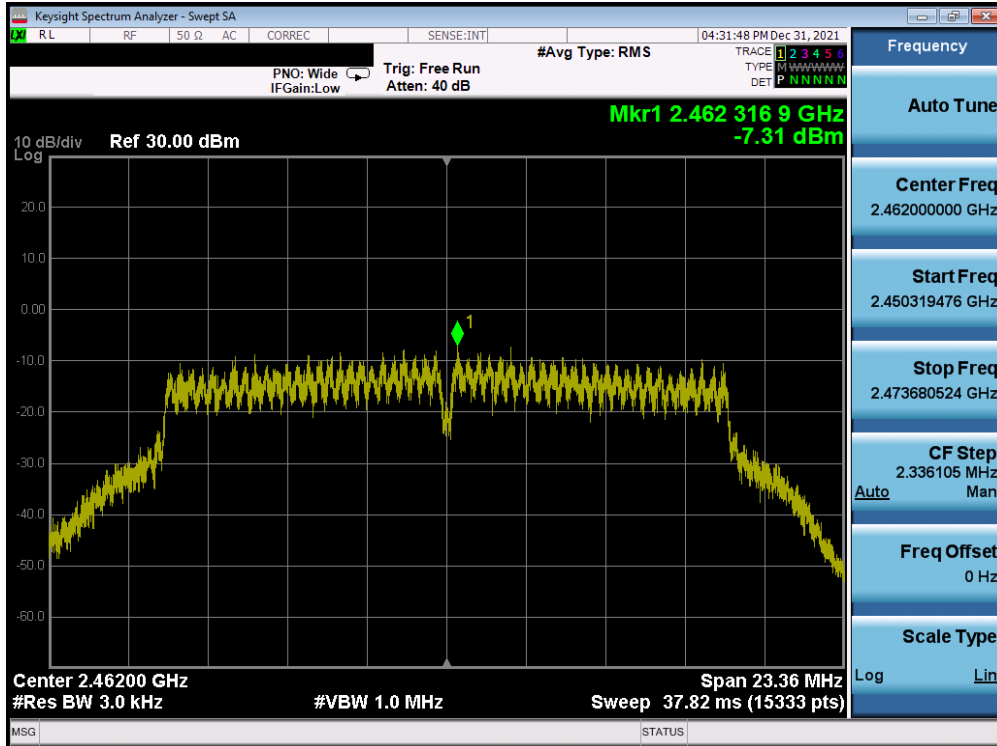 Keysight Spectrum Analyzer - Swept SA
LXI RL RF 50 Ω AC CORREC SENSE:INT 04:31:48 PM Dec 31, 2021
#Avg Type: RMS TRACE 1 2 3 4 5 6
PNO: Wide Trig: Free Run TYPE M WWWWW
IFGain:Low Atten: 40 dB DET P N N N N N
Mkr1 2.462 316 9 GHz
-7.31 dBm
10 dB/div Ref 30.00 dBm
Log
20.0
10.0
0.00
1
-10.0
-20.0
-30.0
-40.0
-50.0
-60.0
Center 2.46200 GHz Span 23.36 MHz
#Res BW 3.0 kHz #VBW 1.0 MHz Sweep 37.82 ms (15333 pts)
MSG STATUS
Frequency
Auto Tune
Center Freq
2.462000000 GHz
Start Freq
2.450319476 GHz
Stop Freq
2.473680524 GHz
CF Step
2.336105 MHz
Auto Man
Freq Offset
0 Hz
Scale Type
Log Lin